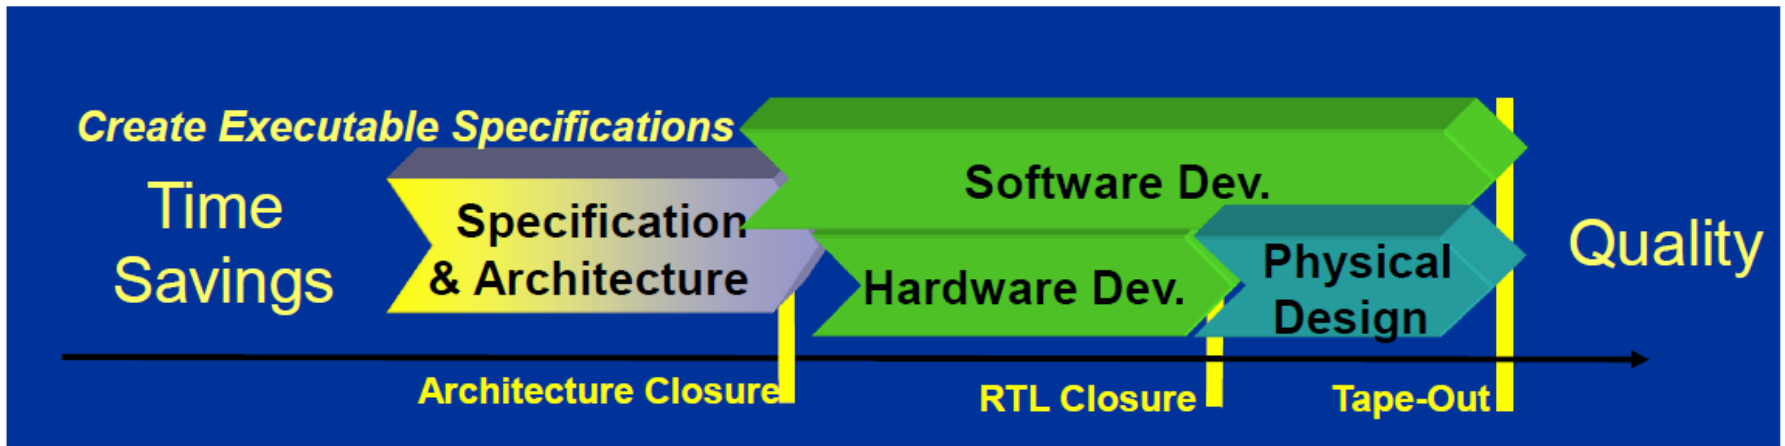 Create Executable Specifications
Time
Savings
Specification
& Architecture
Software Dev.
Hardware Dev.
Physical
Design
Quality
Architecture Closure
RTL Closure
Tape-Out